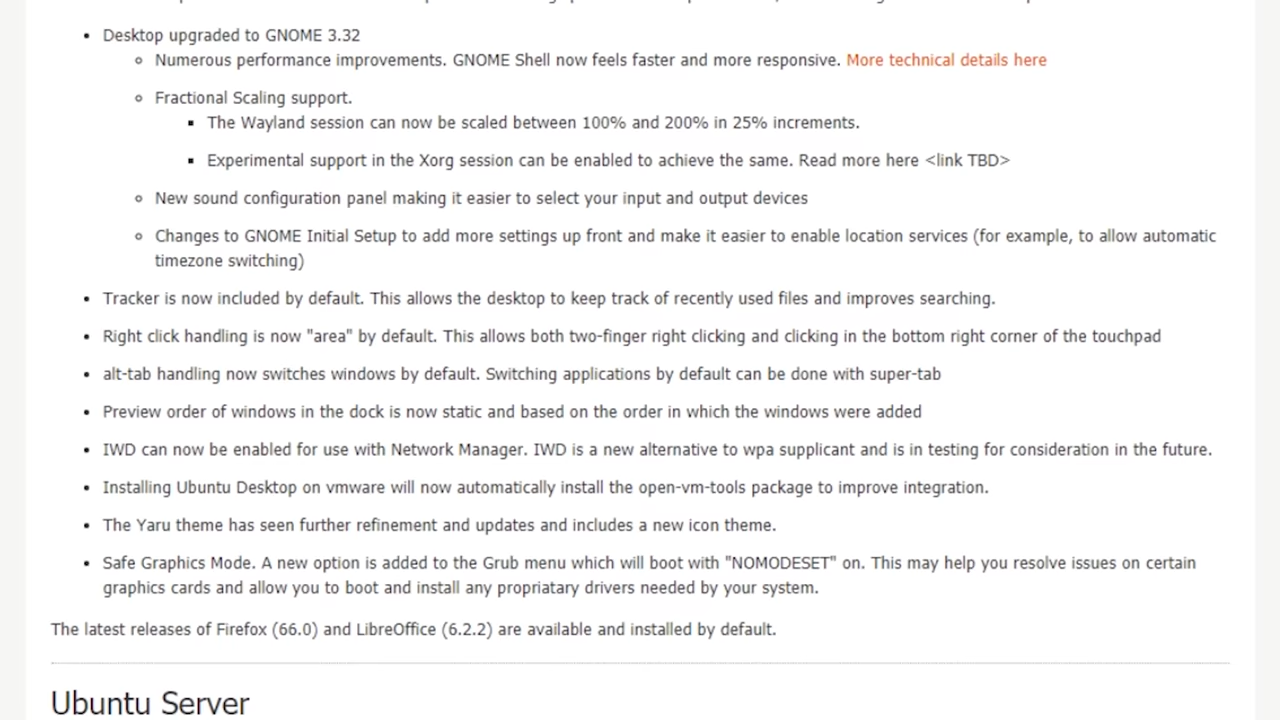 Desktop upgraded to GNOME 3.32
Numerous performance improvements. GNOME Shell now feels faster and more responsive. More technical details here
Fractional Scaling support.
The Wayland session can now be scaled between 100% and 200% in 25% increments.
Experimental support in the Xorg session can be enabled to achieve the same. Read more here <link TBD>
New sound configuration panel making it easier to select your input and output devices
Changes to GNOME Initial Setup to add more settings up front and make it easier to enable location services (for example, to allow automatic
timezone switching)
Tracker is now included by default. This allows the desktop to keep track of recently used files and improves searching.
Right click handling is now "area" by default. This allows both two-finger right clicking and clicking in the bottom right corner of the touchpad
alt-tab handling now switches windows by default. Switching applications by default can be done with super-tab
Preview order of windows in the dock is now static and based on the order in which the windows were added
IWD can now be enabled for use with Network Manager. IWD is a new alternative to wpa supplicant and is in testing for consideration in the future.
Installing Ubuntu Desktop on vmware will now automatically install the open-vm-tools package to improve integration.
The Yaru theme has seen further refinement and updates and includes a new icon theme.
Safe Graphics Mode. A new option is added to the Grub menu which will boot with "NOMODESET" on. This may help you resolve issues on certain
graphics cards and allow you to boot and install any propriatary drivers needed by your system.
The latest releases of Firefox (66.0) and LibreOffice (6.2.2) are available and installed by default.
Ubuntu Server